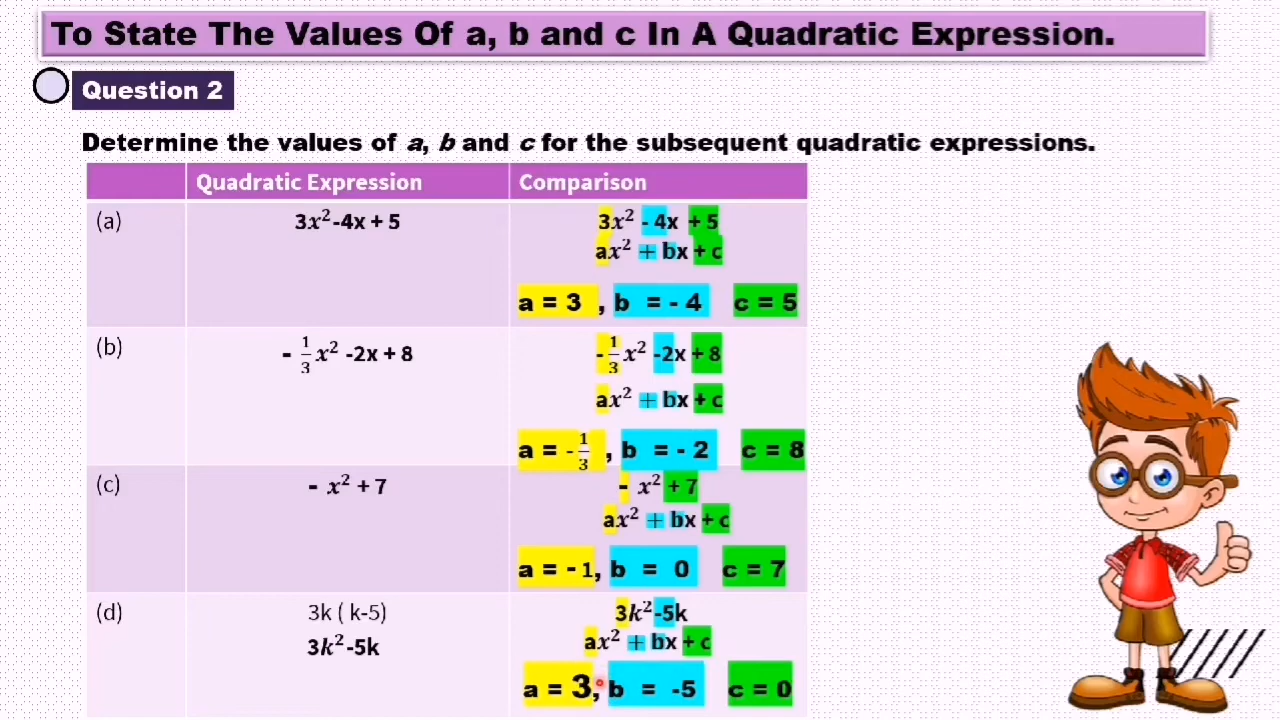 To State The Values Of a, b and c In A Quadratic Expression.
Question 2
Determine the values of a, b and c for the subsequent quadratic expressions.
Quadratic Expression Comparison
(a) 3x²-4x + 5 3x² - 4x + 5
ax² + bx + c
a = 3 , b = - 4 c = 5
(b) - 1/3 x² -2x + 8 - 1/3 x² -2x + 8
ax² + bx + c
a = - 1/3 , b = - 2 c = 8
(c) - x² + 7 - x² + 7
ax² + bx + c
a = - 1, b = 0 c = 7
(d) 3k ( k-5) 3k²-5k
3k²-5k ax² + bx + c
a = 3, b = -5 c = 0